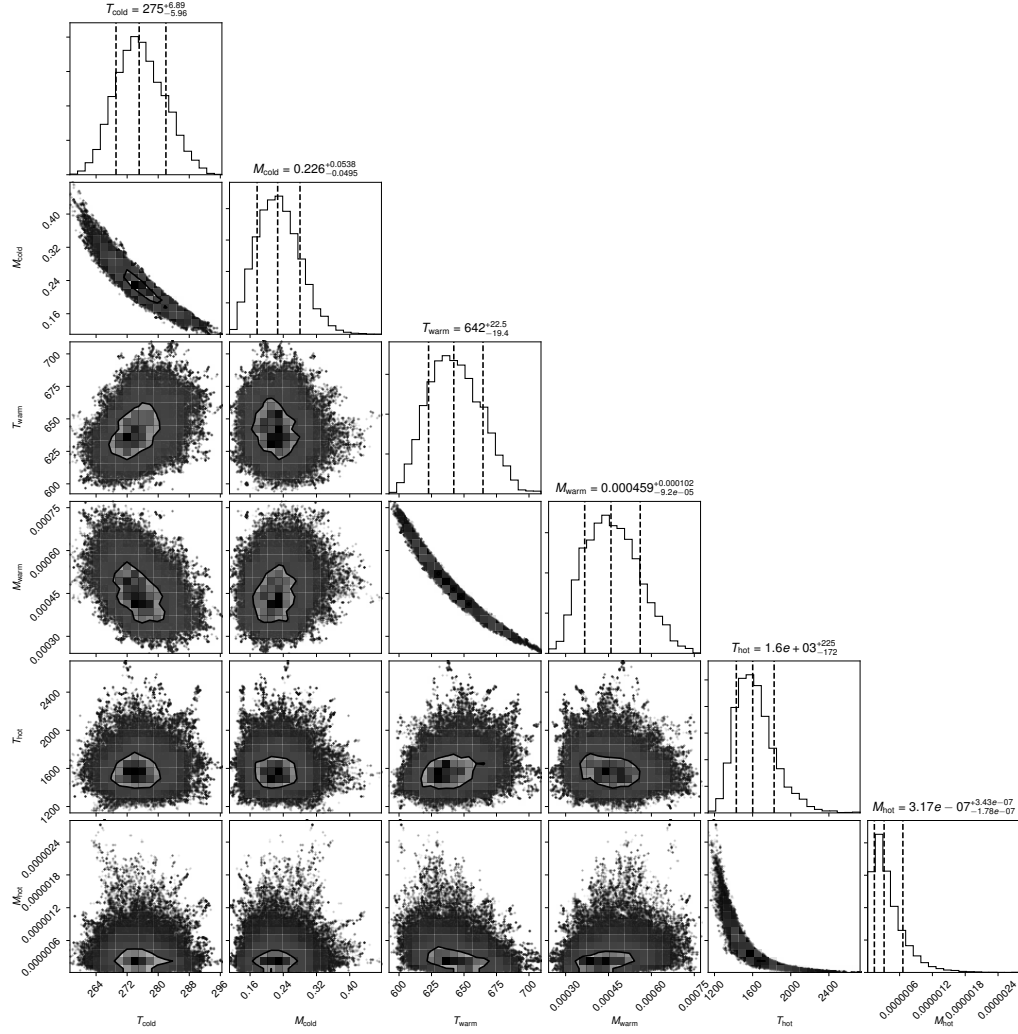 T_cold = 275^{+6.89}_{-5.96}
M_cold = 0.226^{+0.0538}_{-0.0495}
0.40
0.32
0.24
0.16
M_cold
T_warm = 642^{+22.5}_{-19.4}
700
675
650
625
600
T_warm
M_warm = 0.000459^{+0.000102}_{-9.2e-05}
0.00075
0.00060
0.00045
0.00030
M_warm
T_hot = 1.6e + 03^{+225}_{-172}
2400
2000
1600
1200
T_hot
M_hot = 3.17e − 07^{+3.43e-07}_{-1.78e-07}
0.0000024
0.0000018
0.0000012
0.0000006
M_hot
264 272 280 288 296
0.16 0.24 0.32 0.40
600 625 650 675 700
0.00030 0.00045 0.00060 0.00075
1200 1600 2000 2400
0.0000006 0.0000012 0.0000018 0.0000024
T_cold M_cold T_warm M_warm T_hot M_hot